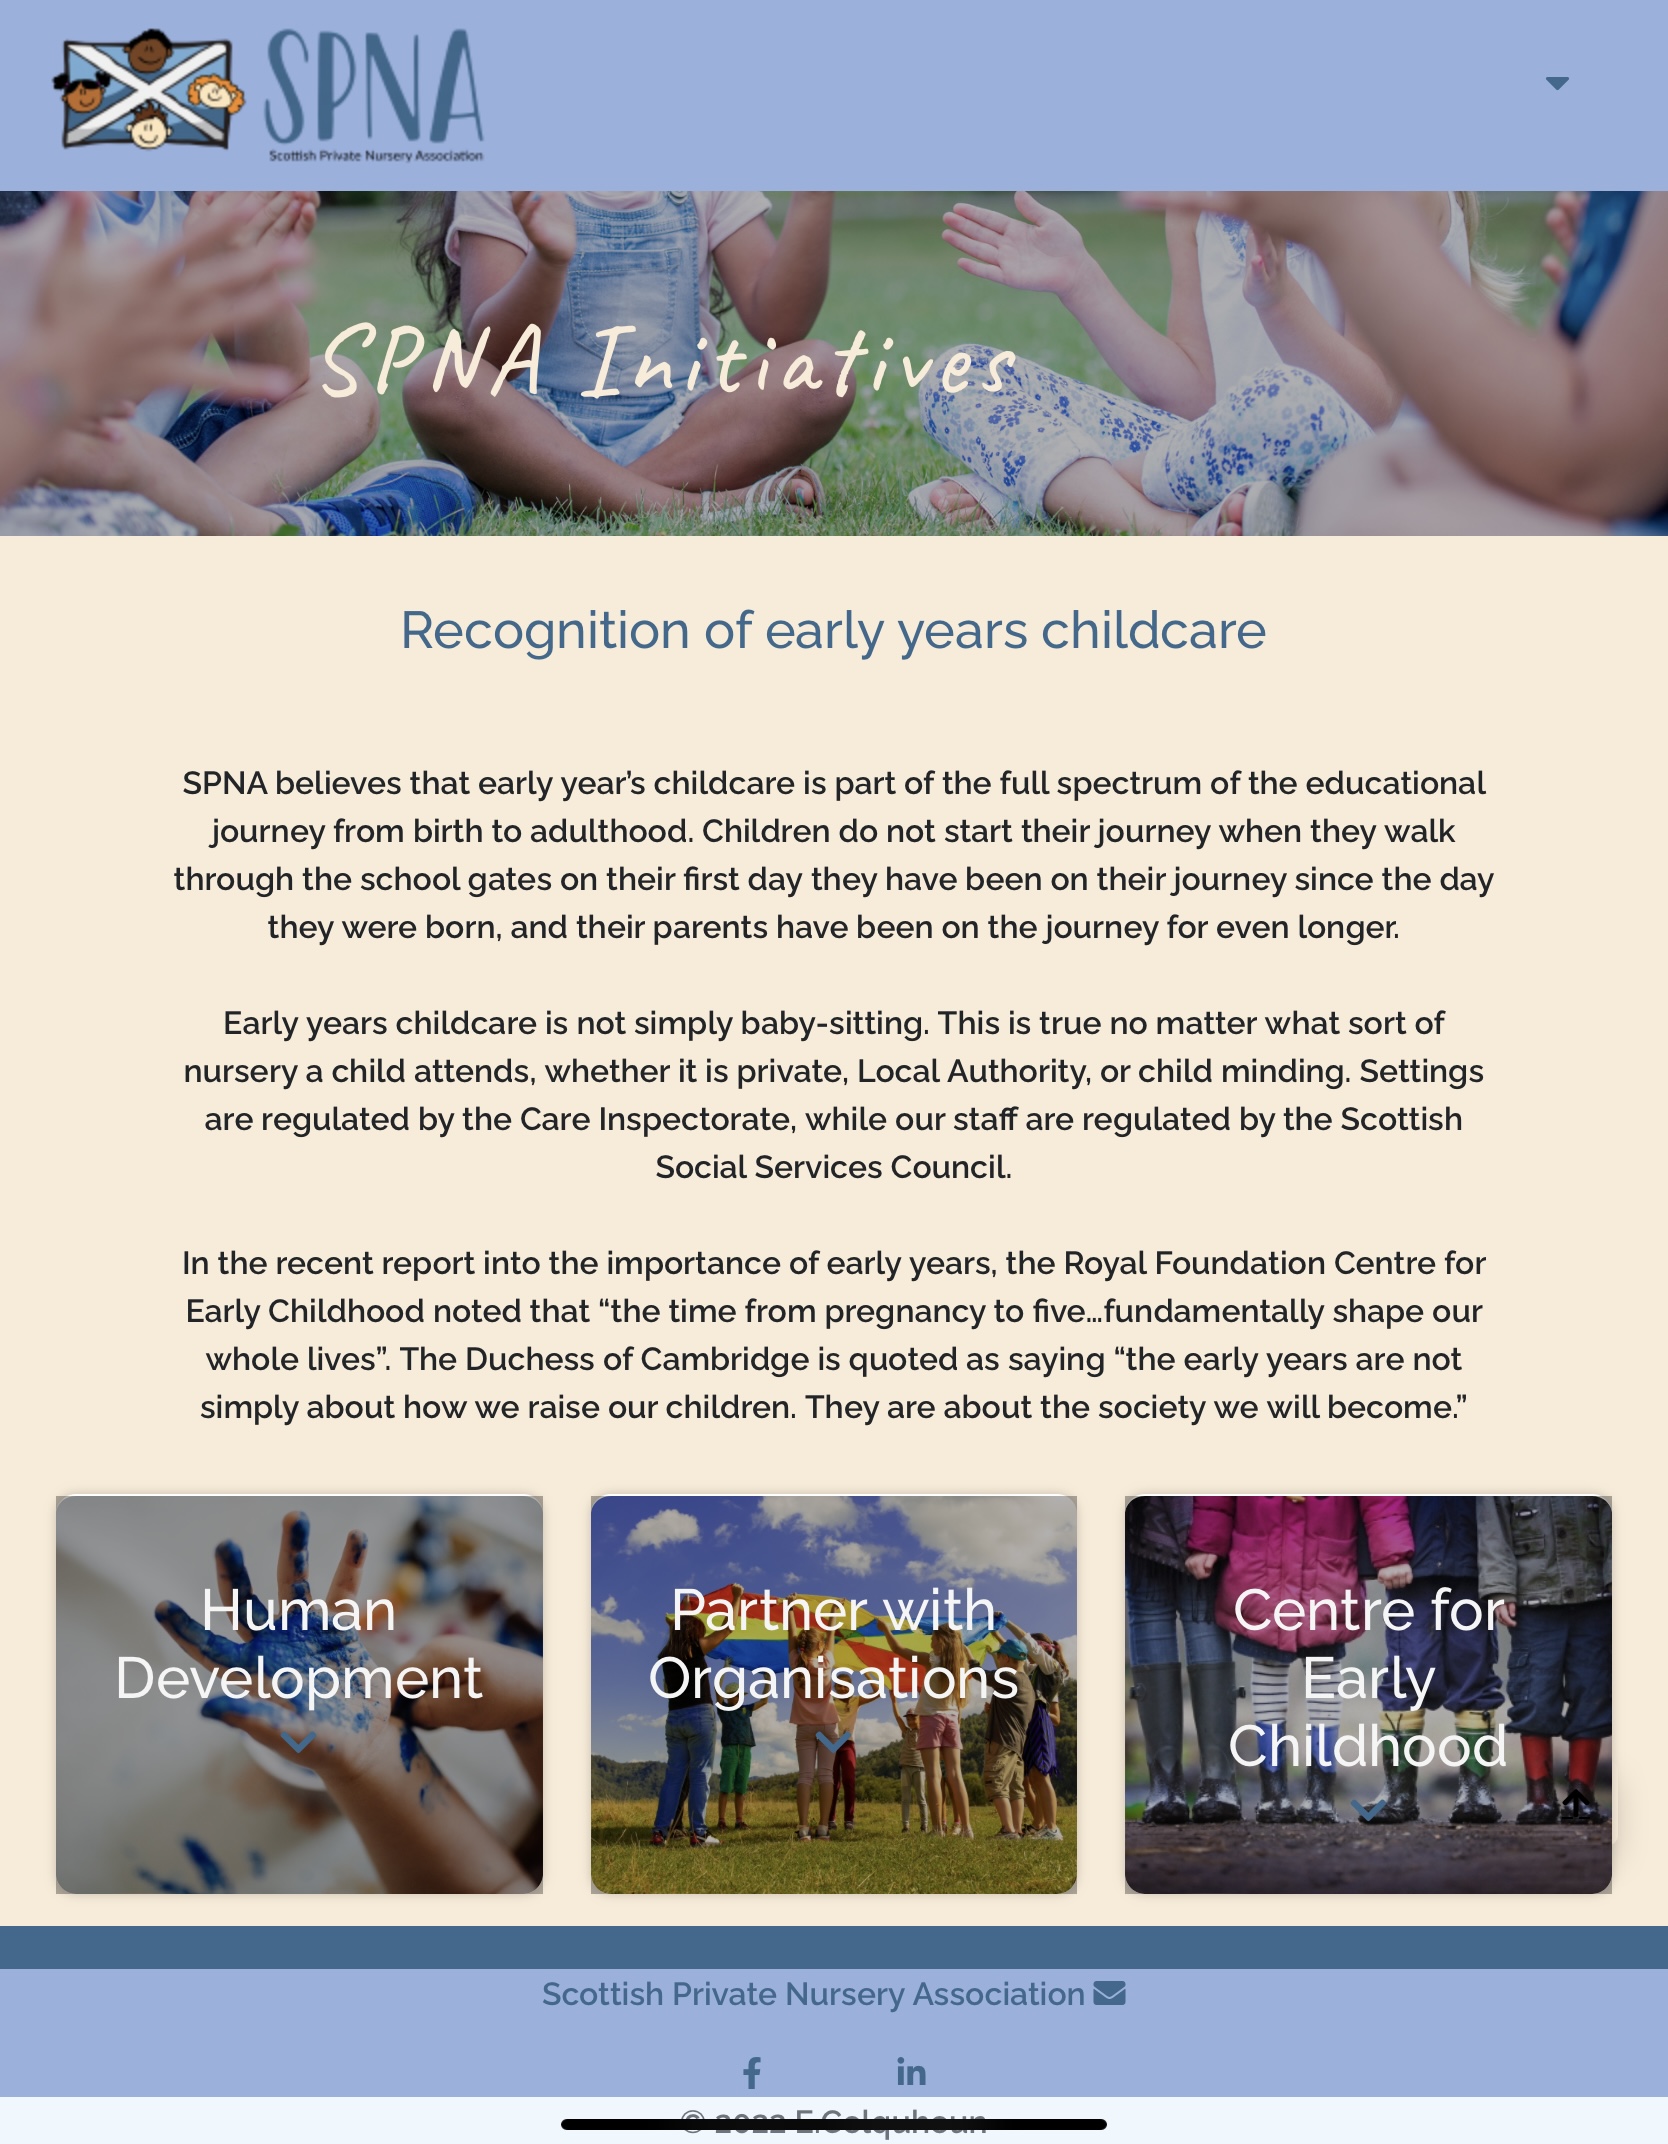 SPNA
Scottish Private Nursery Association
SPNA Initiatives
Recognition of early years childcare
SPNA believes that early year’s childcare is part of the full spectrum of the educational
journey from birth to adulthood. Children do not start their journey when they walk
through the school gates on their first day they have been on their journey since the day
they were born, and their parents have been on the journey for even longer.
Early years childcare is not simply baby-sitting. This is true no matter what sort of
nursery a child attends, whether it is private, Local Authority, or child minding. Settings
are regulated by the Care Inspectorate, while our staff are regulated by the Scottish
Social Services Council.
In the recent report into the importance of early years, the Royal Foundation Centre for
Early Childhood noted that “the time from pregnancy to five...fundamentally shape our
whole lives”. The Duchess of Cambridge is quoted as saying “the early years are not
simply about how we raise our children. They are about the society we will become.”
Human
Development
Partner with
Organisations
Centre for
Early
Childhood
Scottish Private Nursery Association
f in
© 2022 E.Colquhoun